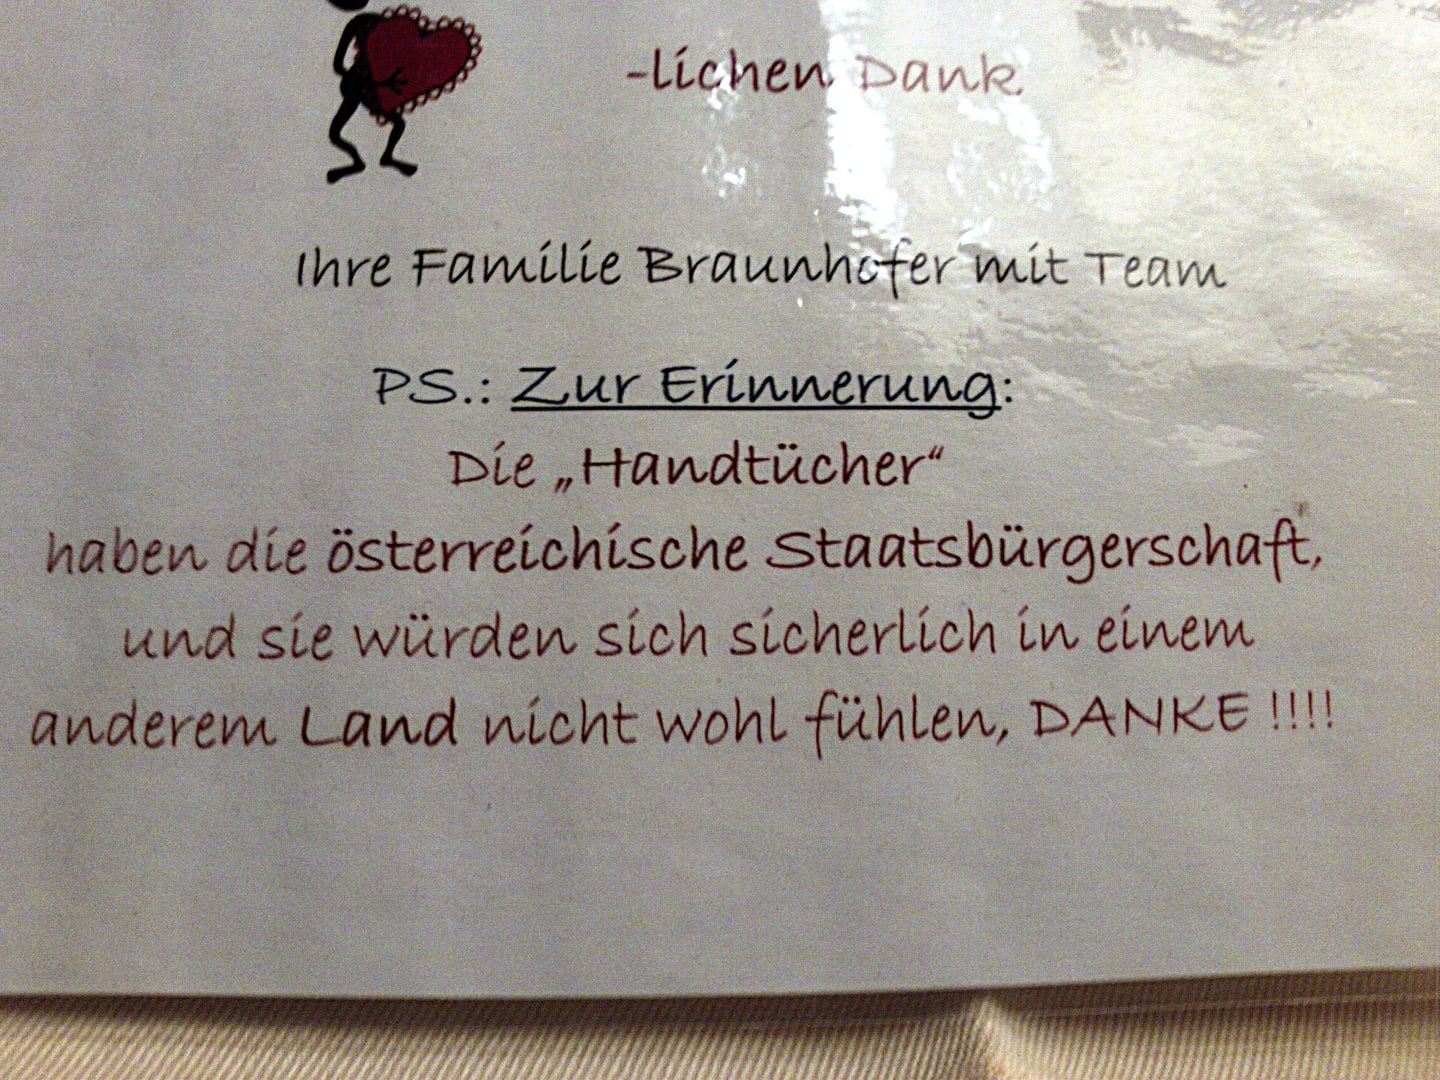 -lichen Dank
Ihre Familie Braunhofer mit Team
PS.: Zur Erinnerung:
Die „Handtücher“
haben die österreichische Staatsbürgerschaft,
und sie würden sich sicherlich in einem
anderem Land nicht wohl fühlen, DANKE !!!!